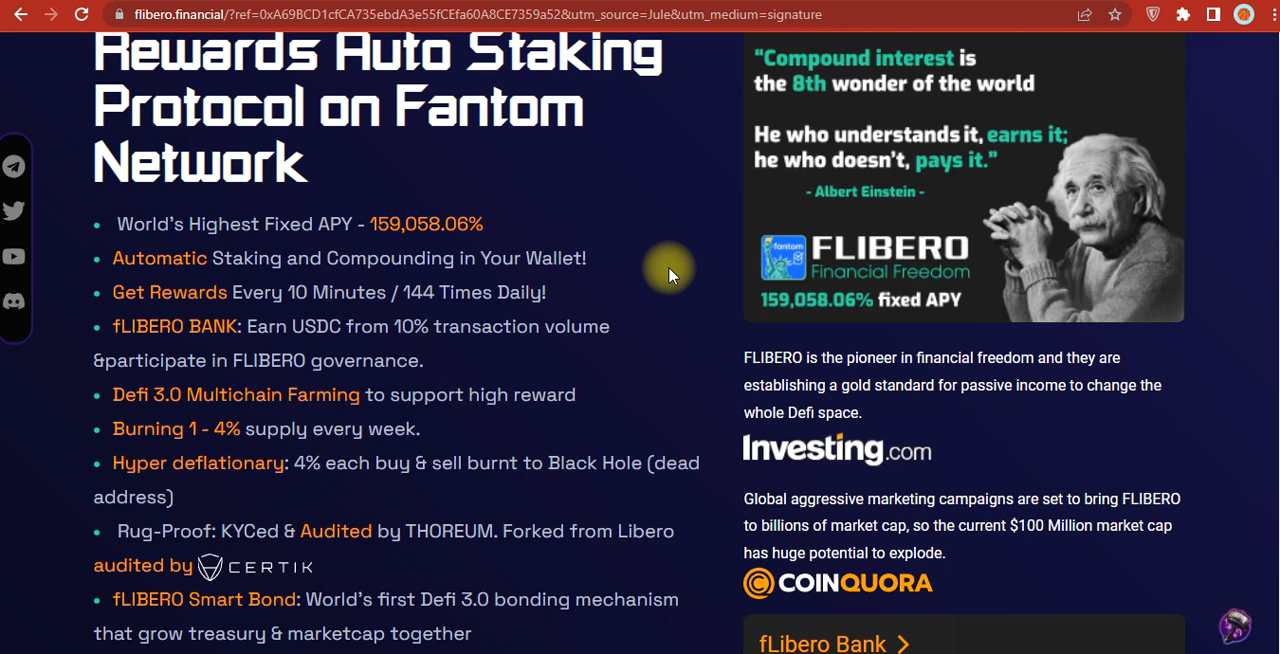 flibero.financial/?ref=0xA69BCD1cfCA735ebdA3e55fCEfa60A8CE7359a52&utm_source=Jule&utm_medium=signature
Rewards Auto Staking
Protocol on Fantom
Network
• World's Highest Fixed APY - 159,058.06%
• Automatic Staking and Compounding in Your Wallet!
• Get Rewards Every 10 Minutes / 144 Times Daily!
• fLIBERO BANK: Earn USDC from 10% transaction volume
&participate in FLIBERO governance.
• Defi 3.0 Multichain Farming to support high reward
• Burning 1 - 4% supply every week.
• Hyper deflationary: 4% each buy & sell burnt to Black Hole (dead
address)
• Rug-Proof: KYCed & Audited by THOREUM. Forked from Libero
audited by CERTIK
• fLIBERO Smart Bond: World's first Defi 3.0 bonding mechanism
that grow treasury & marketcap together
"Compound interest is
the 8th wonder of the world
He who understands it, earns it;
he who doesn't, pays it."
- Albert Einstein -
fantom
FLIBERO
Financial Freedom
159,058.06% fixed APY
FLIBERO is the pioneer in financial freedom and they are
establishing a gold standard for passive income to change the
whole Defi space.
Investing.com
Global aggressive marketing campaigns are set to bring FLIBERO
to billions of market cap, so the current $100 Million market cap
has huge potential to explode.
COINQUORA
fLibero Bank